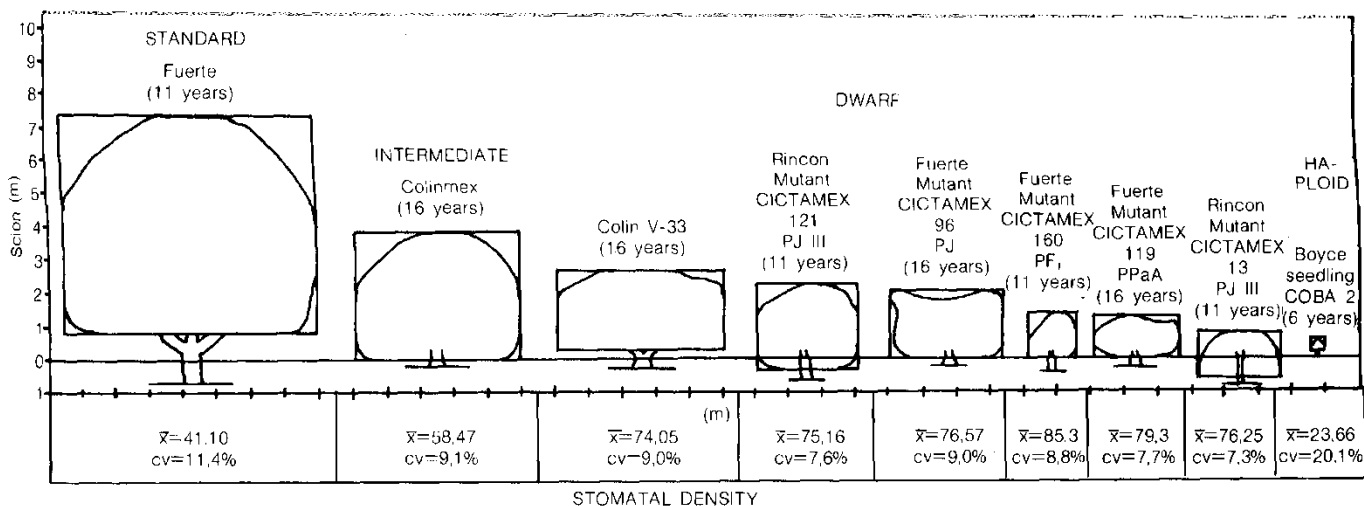 10
9
8
7
6
5
4
3
2
1
0
1
Scion (m)
STANDARD
Fuerte
(11 years)
INTERMEDIATE
Colinmex
(16 years)
Colin V-33
(16 years)
DWARF
Rincon
Mutant
CICTAMEX
121
PJ III
(11 years)
Fuerte
Mutant
CICTAMEX
96
PJ
(16 years)
Fuerte
Mutant
CICTAMEX
160
PF₁
(11 years)
Fuerte
Mutant
CICTAMEX
119
PPaA
(16 years)
Rincon
Mutant
CICTAMEX
13
PJ III
(11 years)
HA-
PLOID
Boyce
seedling
COBA 2
(6 years)
(m)
x̄=41.10
cv=11,4%
x̄=58,47
cv=9,1%
x̄=74,05
cv=9,0%
x̄=75,16
cv=7,6%
x̄=76,57
cv=9,0%
x̄=85.3
cv=8,8%
x̄=79,3
cv=7,7%
x̄=76,25
cv=7,3%
x̄=23,66
cv=20.1%
STOMATAL DENSITY